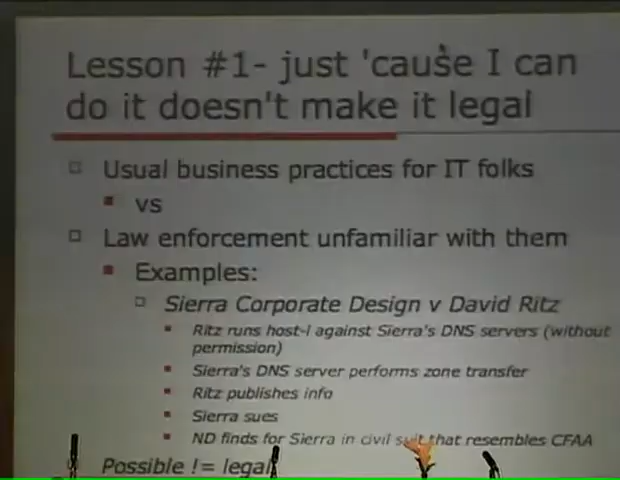 Lesson #1- just 'cause I can
do it doesn't make it legal
Usual business practices for IT folks
vs
Law enforcement unfamiliar with them
Examples:
Sierra Corporate Design v David Ritz
Ritz runs host-l against Sierra's DNS servers (without
permission)
Sierra's DNS server performs zone transfer
Ritz publishes info
Sierra sues
ND finds for Sierra in civil suit that resembles CFAA
Possible != legal